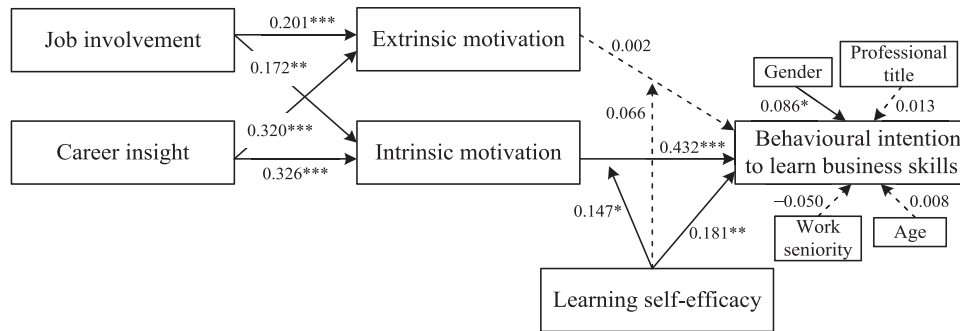 0.201***
Job involvement
Extrinsic motivation
0.002
Professional
title
Gender
0.172**
0.086*
0.013
0.066
0.320***
Career insight
Intrinsic motivation
0.432***
Behavioural intention
to learn business skills
0.326***
−0.050
0.008
0.147*
0.181**
Work
seniority
Age
Learning self-efficacy